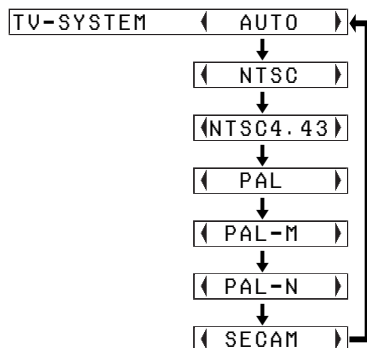 TV-SYSTEM AUTO
NTSC
NTSC4.43
PAL
PAL-M
PAL-N
SECAM